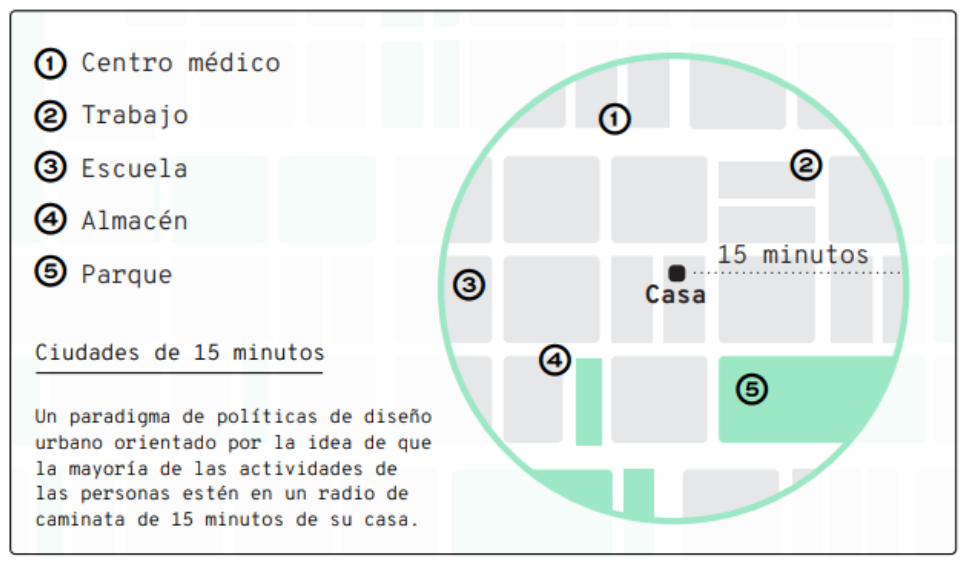 ① Centro médico
② Trabajo
③ Escuela
④ Almacén
⑤ Parque
Ciudades de 15 minutos
Un paradigma de políticas de diseño
urbano orientado por la idea de que
la mayoría de las actividades de
las personas estén en un radio de
caminata de 15 minutos de su casa.
①
②
15 minutos
③
Casa
④
⑤